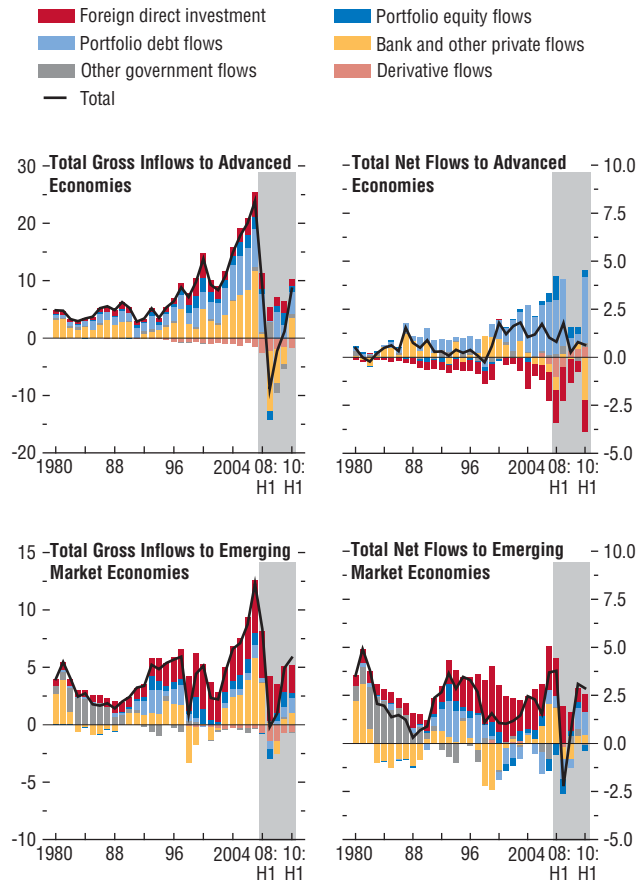 Foreign direct investment
Portfolio debt flows
Other government flows
Total
Portfolio equity flows
Bank and other private flows
Derivative flows
Total Gross Inflows to Advanced
Economies
30
20
10
0
-10
-20
1980 88 96 2004 08: 10:
H1 H1
Total Net Flows to Advanced
Economies
10.0
7.5
5.0
2.5
0.0
-2.5
-5.0
1980 88 96 2004 08: 10:
H1 H1
Total Gross Inflows to Emerging
Market Economies
15
10
5
0
-5
-10
1980 88 96 2004 08: 10:
H1 H1
Total Net Flows to Emerging
Market Economies
10.0
7.5
5.0
2.5
0.0
-2.5
-5.0
1980 88 96 2004 08: 10:
H1 H1